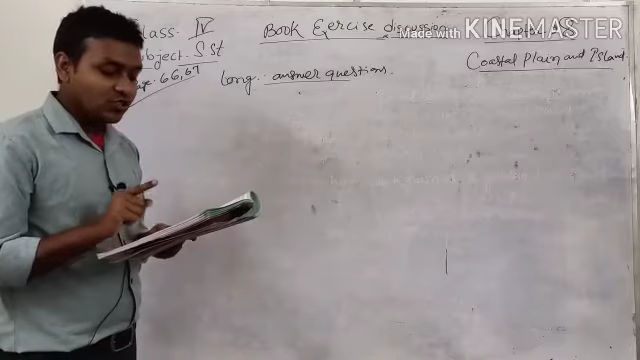 Class. IV
Book Exercise discussion
Made with KINEMASTER
Subject. S.St
Coastal Plain and Island
Page. 66,67
Long. answer questions.